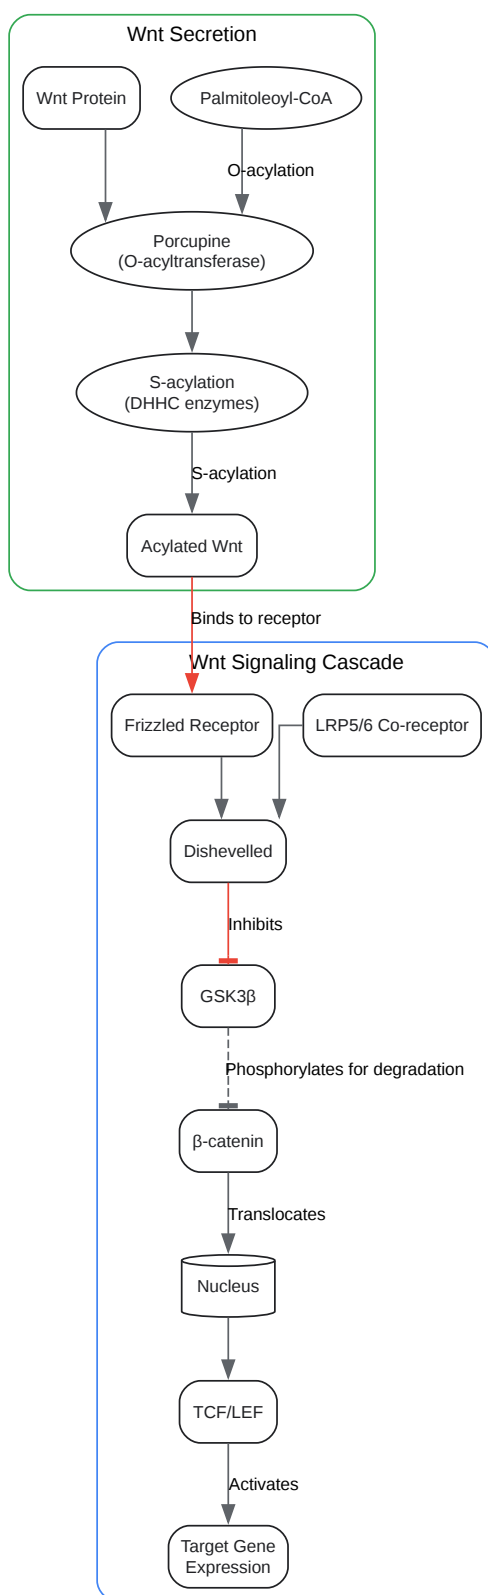 Wnt Secretion
Wnt Protein
Palmitoleoyl-CoA
O-acylation
Porcupine
(O-acyltransferase)
S-acylation
(DHHC enzymes)
S-acylation
Acylated Wnt
Binds to receptor
Wnt Signaling Cascade
Frizzled Receptor
LRP5/6 Co-receptor
Dishevelled
Inhibits
GSK3β
Phosphorylates for degradation
β-catenin
Translocates
Nucleus
TCF/LEF
Activates
Target Gene
Expression